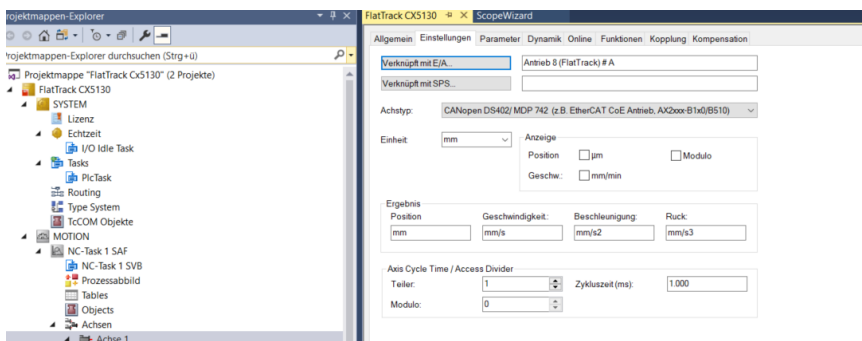 rojektmappen-Explorer
FlatTrack CX5130
ScopeWizard
Projektmappen-Explorer durchsuchen (Strg+ü)
Projektmappe "FlatTrack Cx5130" (2 Projekte)
FlatTrack CX5130
SYSTEM
Lizenz
Echtzeit
I/O Idle Task
Tasks
PlcTask
Routing
Type System
TcCOM Objekte
MOTION
NC-Task 1 SAF
NC-Task 1 SVB
Prozessabbild
Tables
Objects
Achsen
Achse 1
Allgemein Einstellungen Parameter Dynamik Online Funktionen Kopplung Kompensation
Verknüpft mit E/A... Antrieb 8 (FlatTrack) # A
Verknüpft mit SPS...
Achstyp: CANopen DS402/ MDP 742 (z.B. EtherCAT CoE Antrieb, AX2xxx-B1x0/B510)
Einheit: mm
Anzeige
Position µm Modulo
Geschw.: mm/min
Ergebnis
Position Geschwindigkeit: Beschleunigung: Ruck:
mm mm/s mm/s2 mm/s3
Axis Cycle Time / Access Divider
Teiler: 1 Zykluszeit (ms): 1.000
Modulo: 0